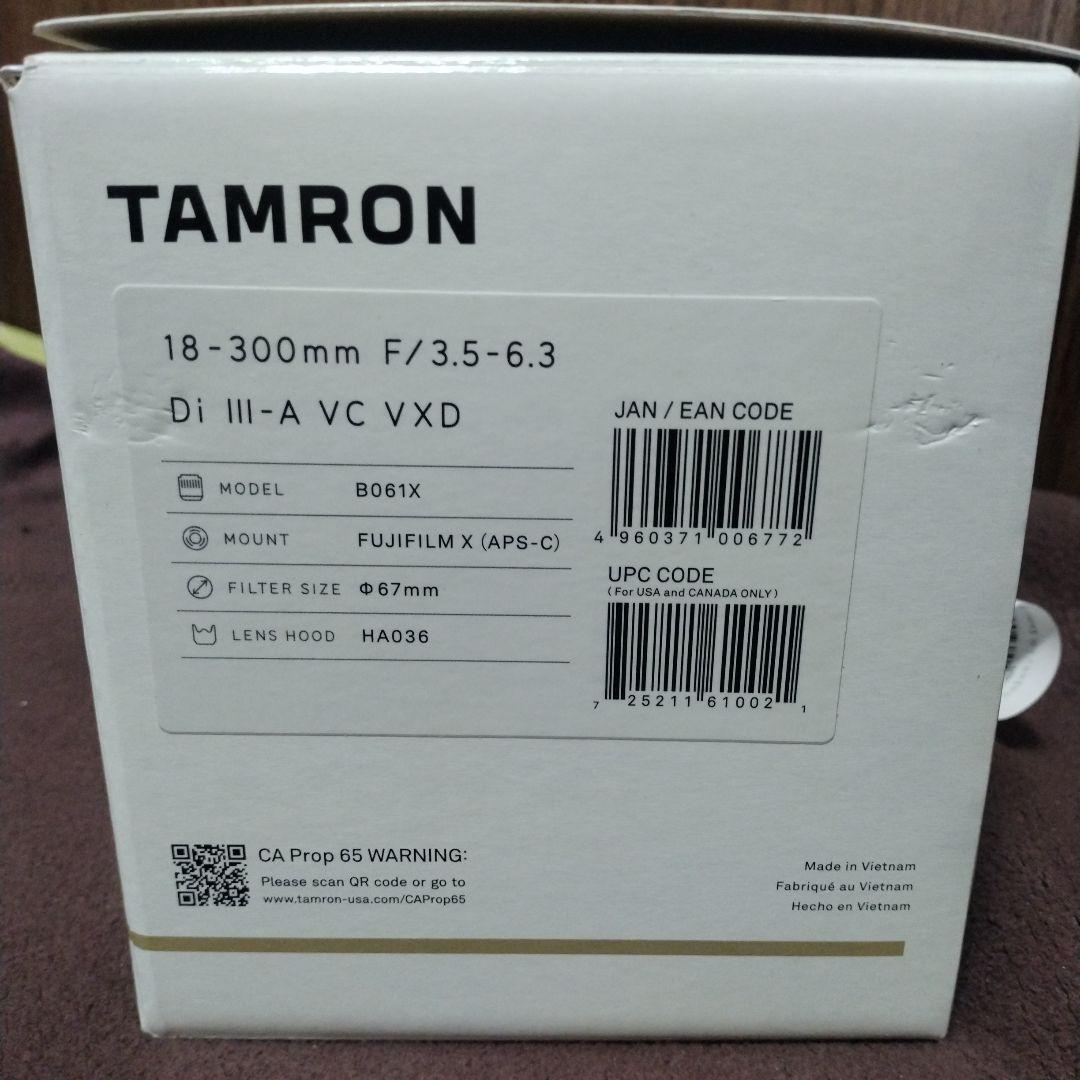 TAMRON
18-300mm F/3.5-6.3
Di III-A VC VXD
MODEL B061X
MOUNT FUJIFILM X (APS-C)
FILTER SIZE Φ67mm
LENS HOOD HA036
JAN / EAN CODE
4 960371 006772
UPC CODE
(For USA and CANADA ONLY)
7 25211 61002 1
CA Prop 65 WARNING:
Please scan QR code or go to
www.tamron-usa.com/CAProp65
Made in Vietnam
Fabriqué au Vietnam
Hecho en Vietnam